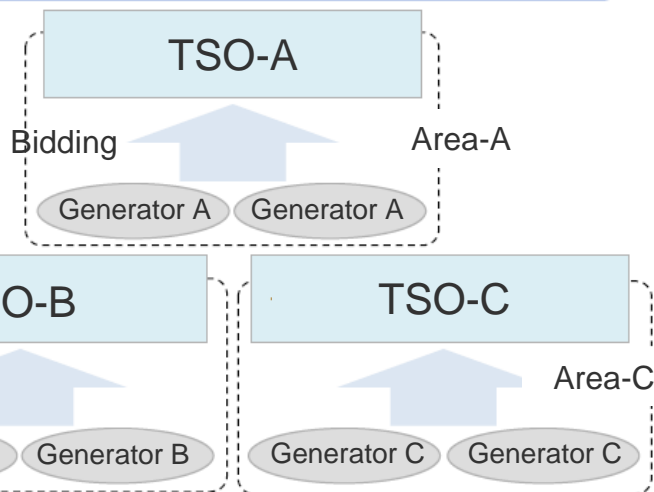 TSO-A
Bidding
Area-A
Generator A Generator A
O-B
TSO-C
Area-C
Generator B
Generator C Generator C